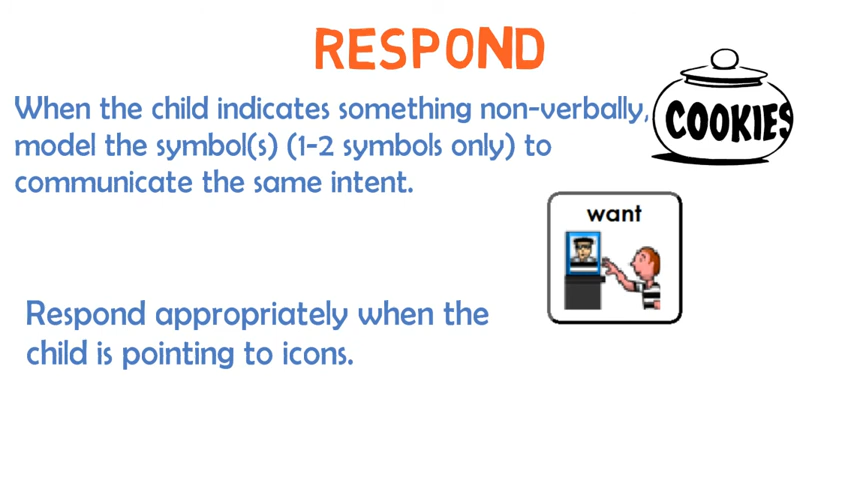 RESPOND
When the child indicates something non-verbally,
model the symbol(s) (1-2 symbols only) to
communicate the same intent.
COOKIES
want
Respond appropriately when the
child is pointing to icons.